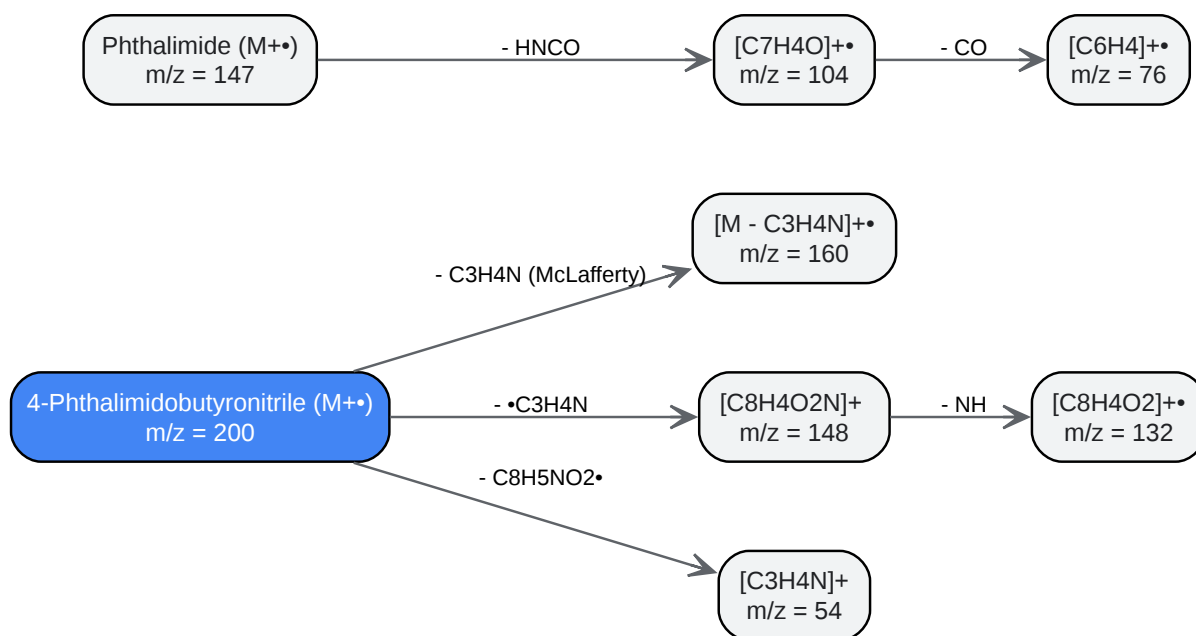 Phthalimide (M+•)
m/z = 147
- HNCO
[C7H4O]+•
m/z = 104
- CO
[C6H4]+•
m/z = 76
[M - C3H4N]+•
m/z = 160
- C3H4N (McLafferty)
4-Phthalimidobutyronitrile (M+•)
m/z = 200
- •C3H4N
[C8H4O2N]+
m/z = 148
- NH
[C8H4O2]+•
m/z = 132
- C8H5NO2•
[C3H4N]+
m/z = 54